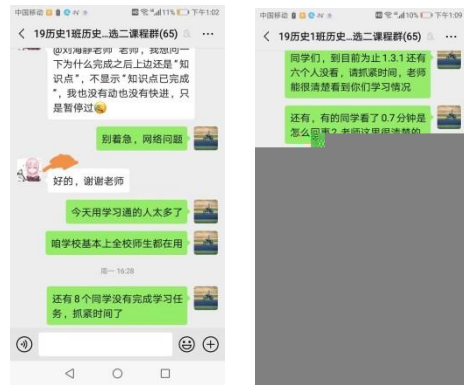 中国移动
11%
下午1:02
19历史1班历史...选二课程群(65)
@刘海静老师 老师，我想问一
下为什么完成之后上边还是"知
识点"，不显示"知识点已完成
"，我也没有动也没有快进，只
是暂停过
别着急，网络问题
好的，谢谢老师
今天用学习通的人太多了
咱学校基本上全校师生都在用
周一 16:28
还有8个同学没有完成学习任
务，抓紧时间了
中国移动
10%
下午1:09
19历史1班历史...选二课程群(65)
同学们，到目前为止1.3.1还有
六个人没看，请抓紧时间，老师
能很清楚看到你们学习情况
还有，有的同学看了0.7分钟是
怎么回事？老师这里很清楚的